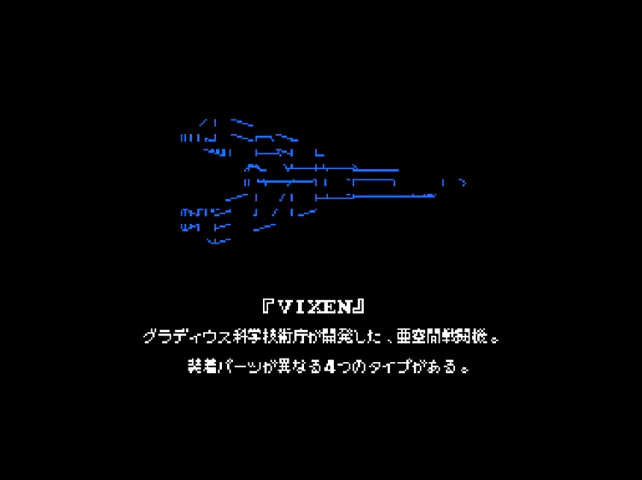 『VIXEN』
グラディウス科学技術庁が開発した、亜空間戦闘機。
装着パーツが異なる4つのタイプがある。